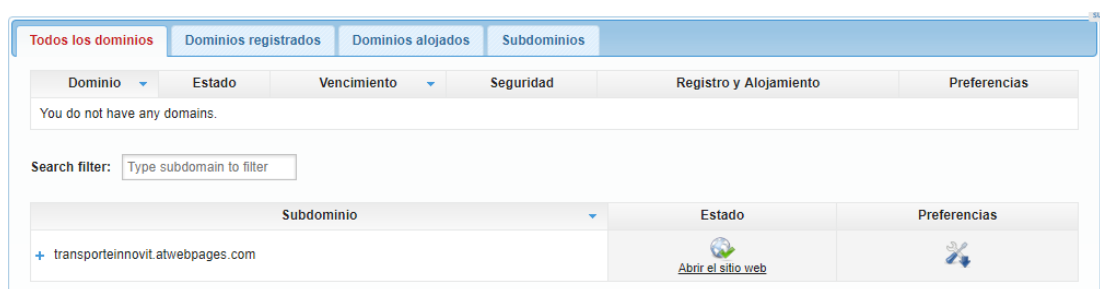 Todos los dominios Dominios registrados Dominios alojados Subdominios
Dominio Estado Vencimiento Seguridad Registro y Alojamiento Preferencias
You do not have any domains.
Search filter: Type subdomain to filter
Subdominio Estado Preferencias
+ transporteinnovit.atwebpages.com
Abrir el sitio web